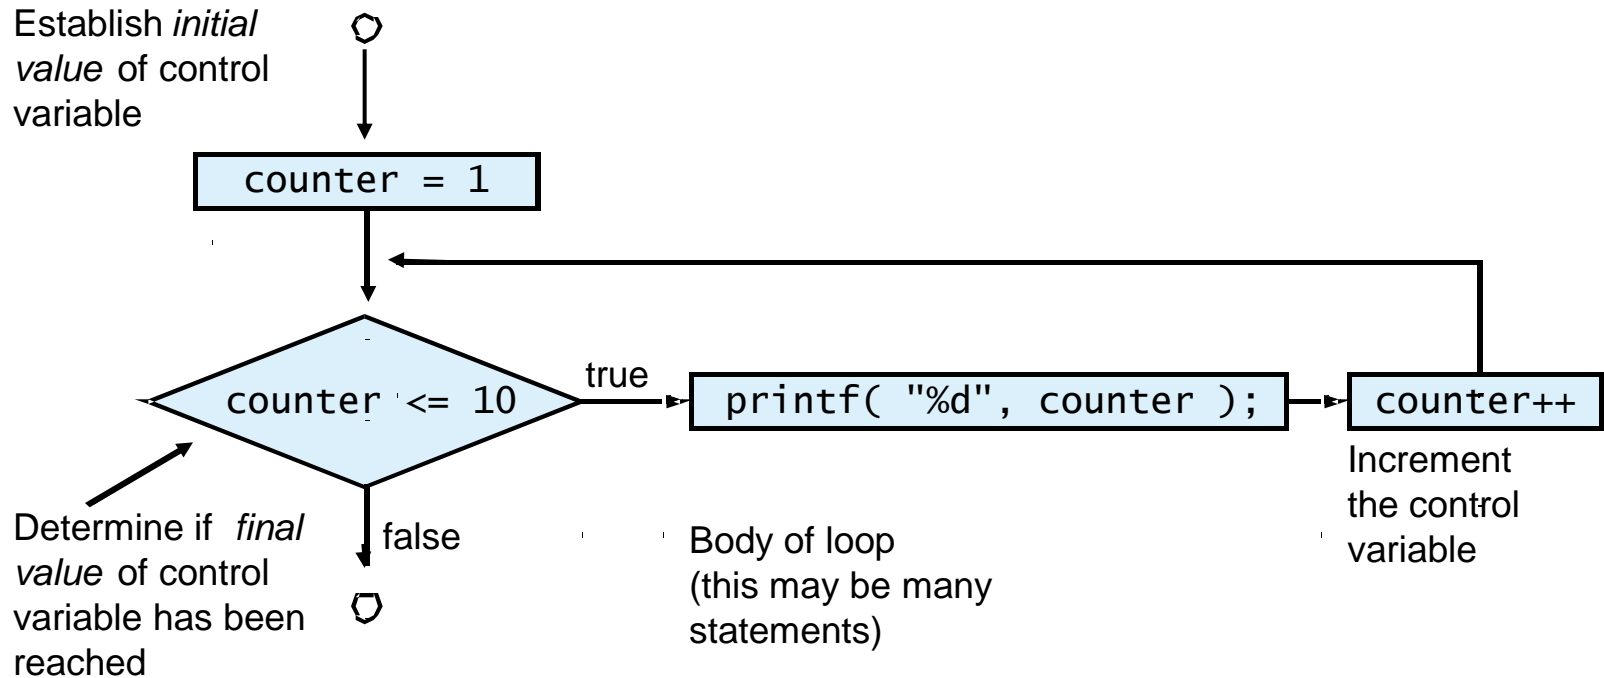 Establish initial
value of control
variable
counter = 1
counter <= 10
true
printf( "%d", counter );
counter++
Increment
the control
variable
false
Determine if final
value of control
variable has been
reached
Body of loop
(this may be many
statements)